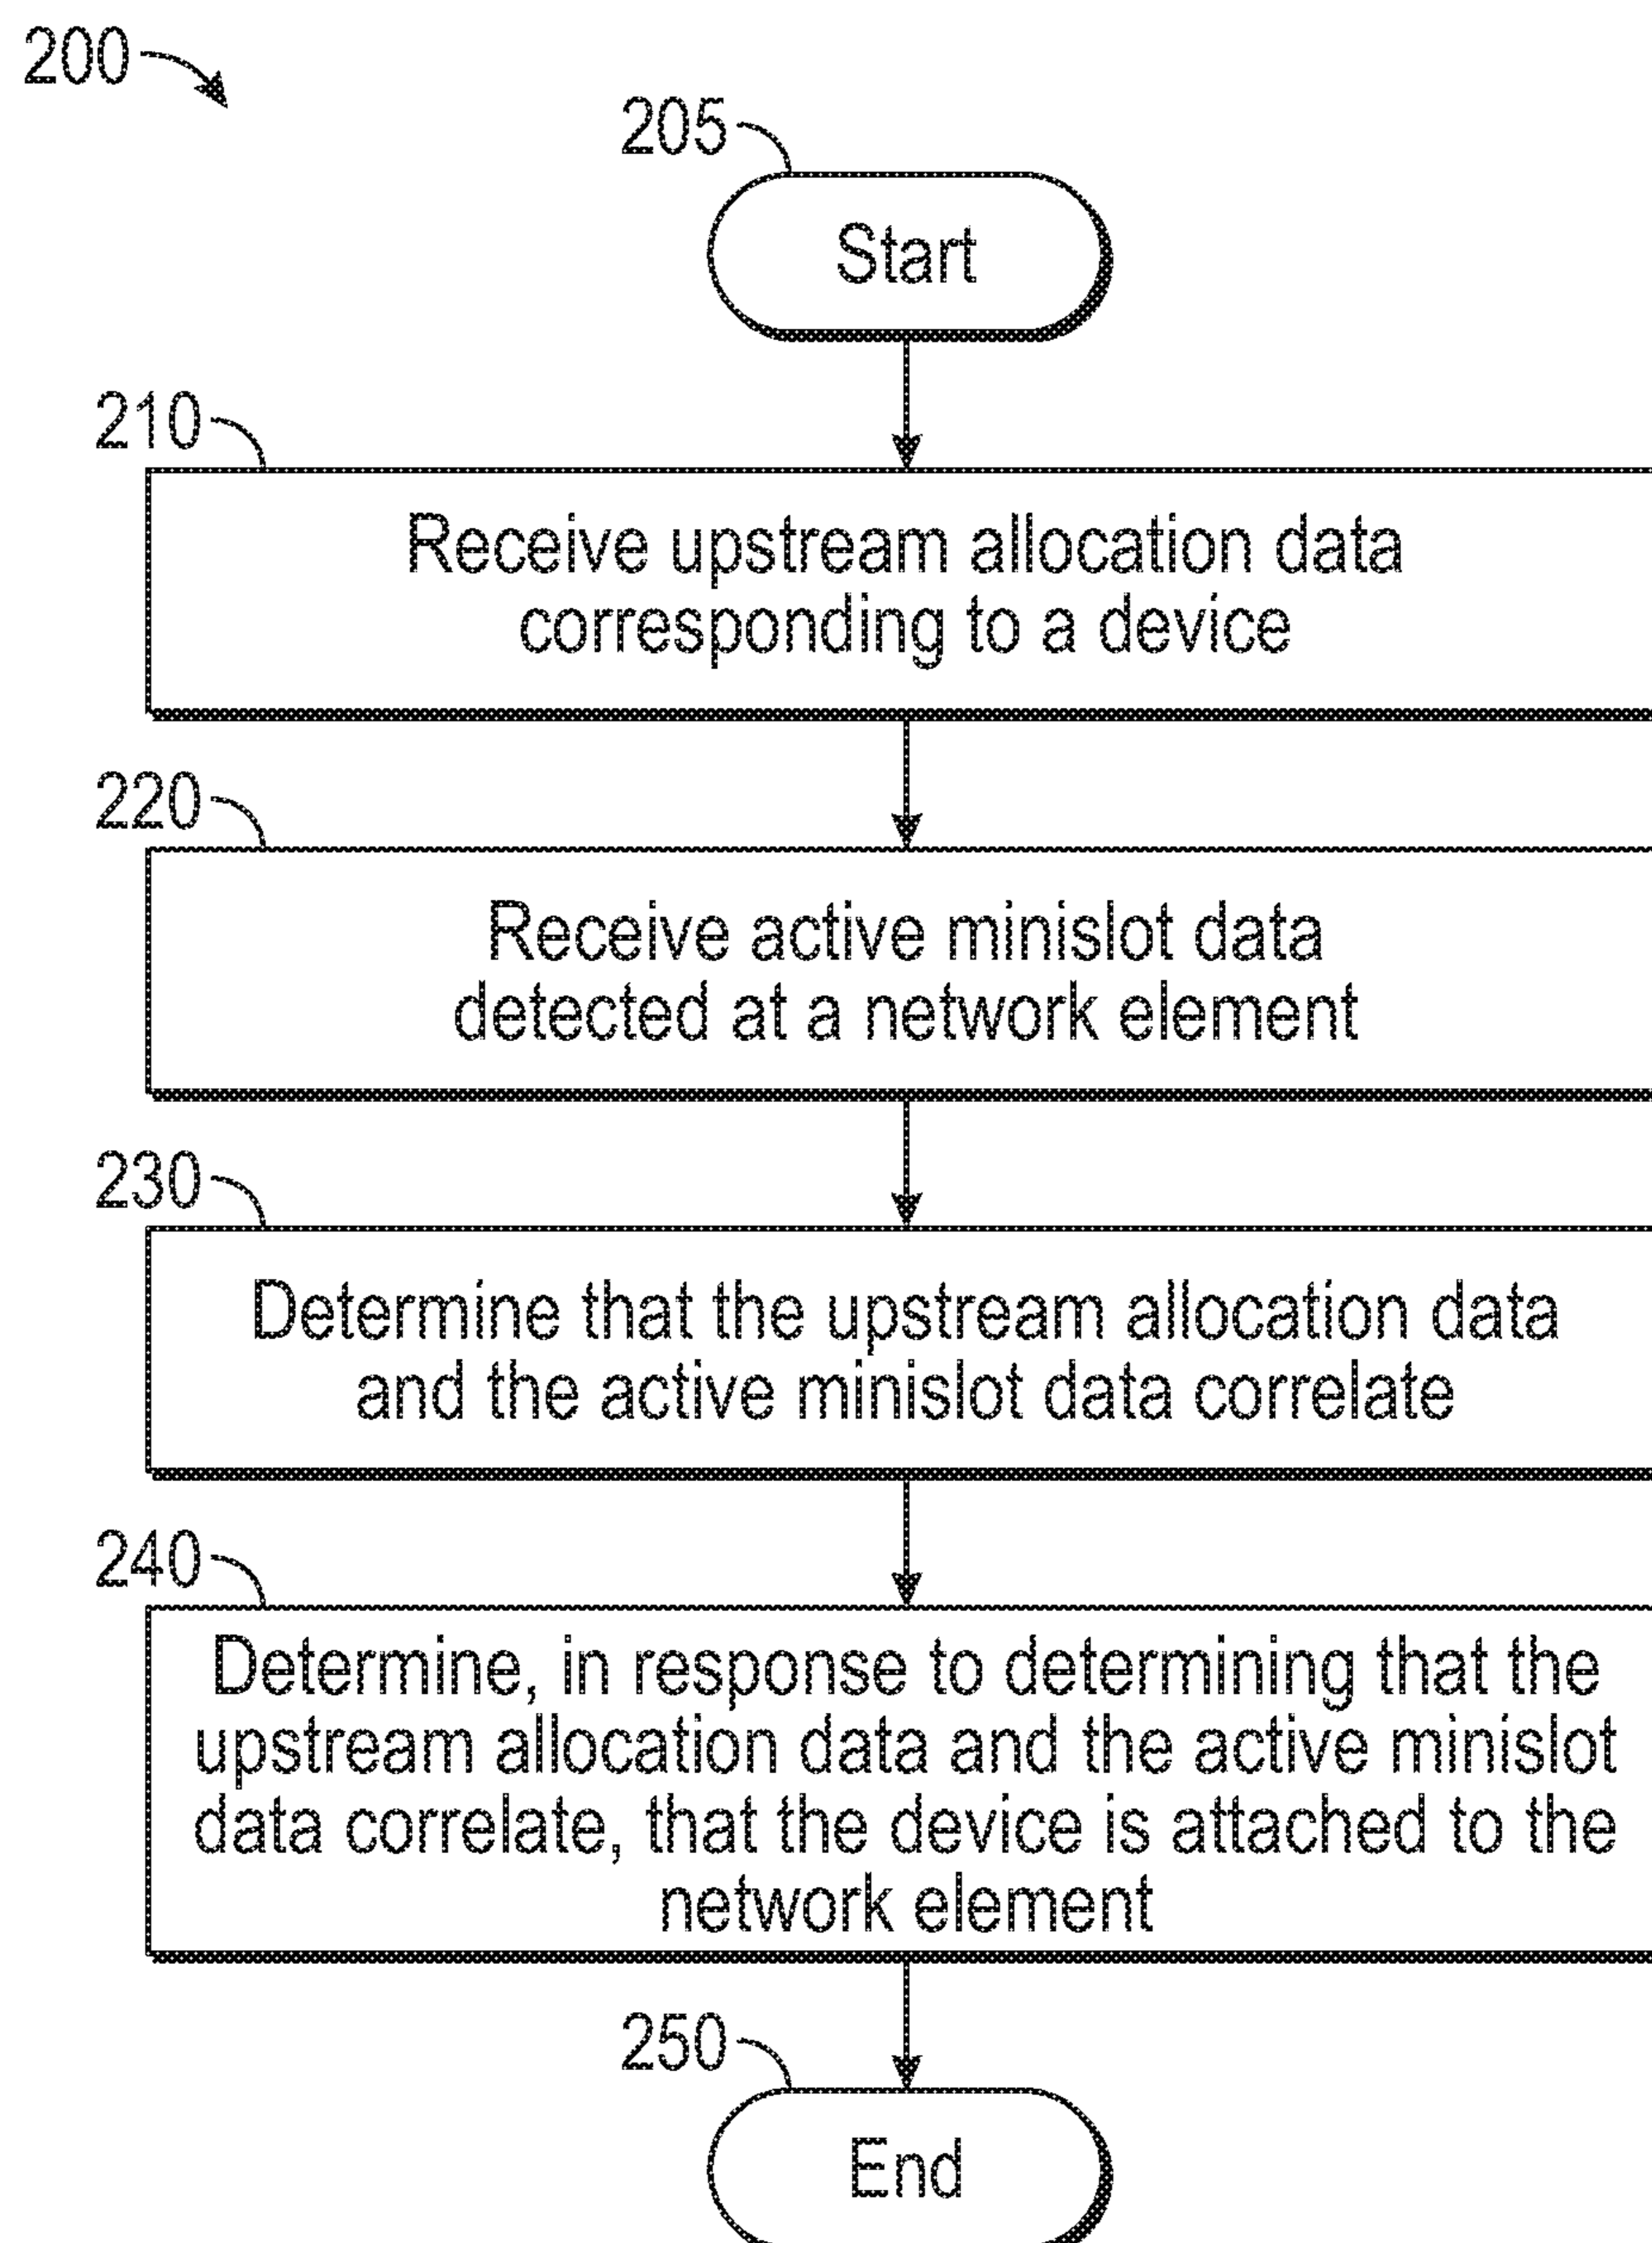 200
205
Start
210
Receive upstream allocation data
corresponding to a device
220
Receive active minislot data
detected at a network element
230
Determine that the upstream allocation data
and the active minislot data correlate
240
Determine, in response to determining that the
upstream allocation data and the active minislot
data correlate, that the device is attached to the
network element
250
End